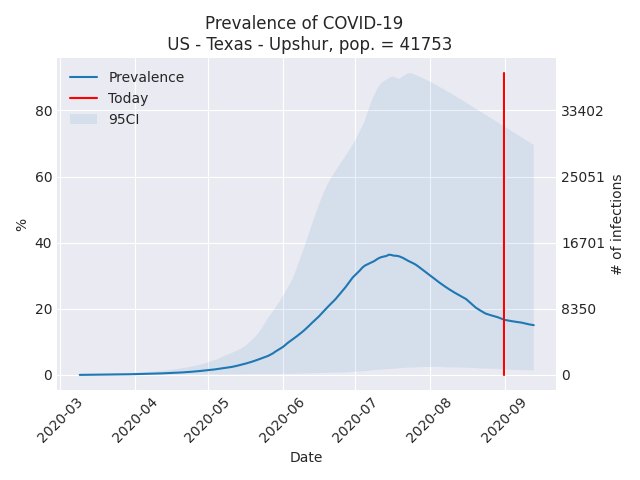 Prevalence of COVID-19
US - Texas - Upshur, pop. = 41753
Prevalence
Today
95CI
80
60
40
20
0
%
33402
25051
16701
8350
0
# of infections
2020-03
2020-04
2020-05
2020-06
2020-07
2020-08
2020-09
Date